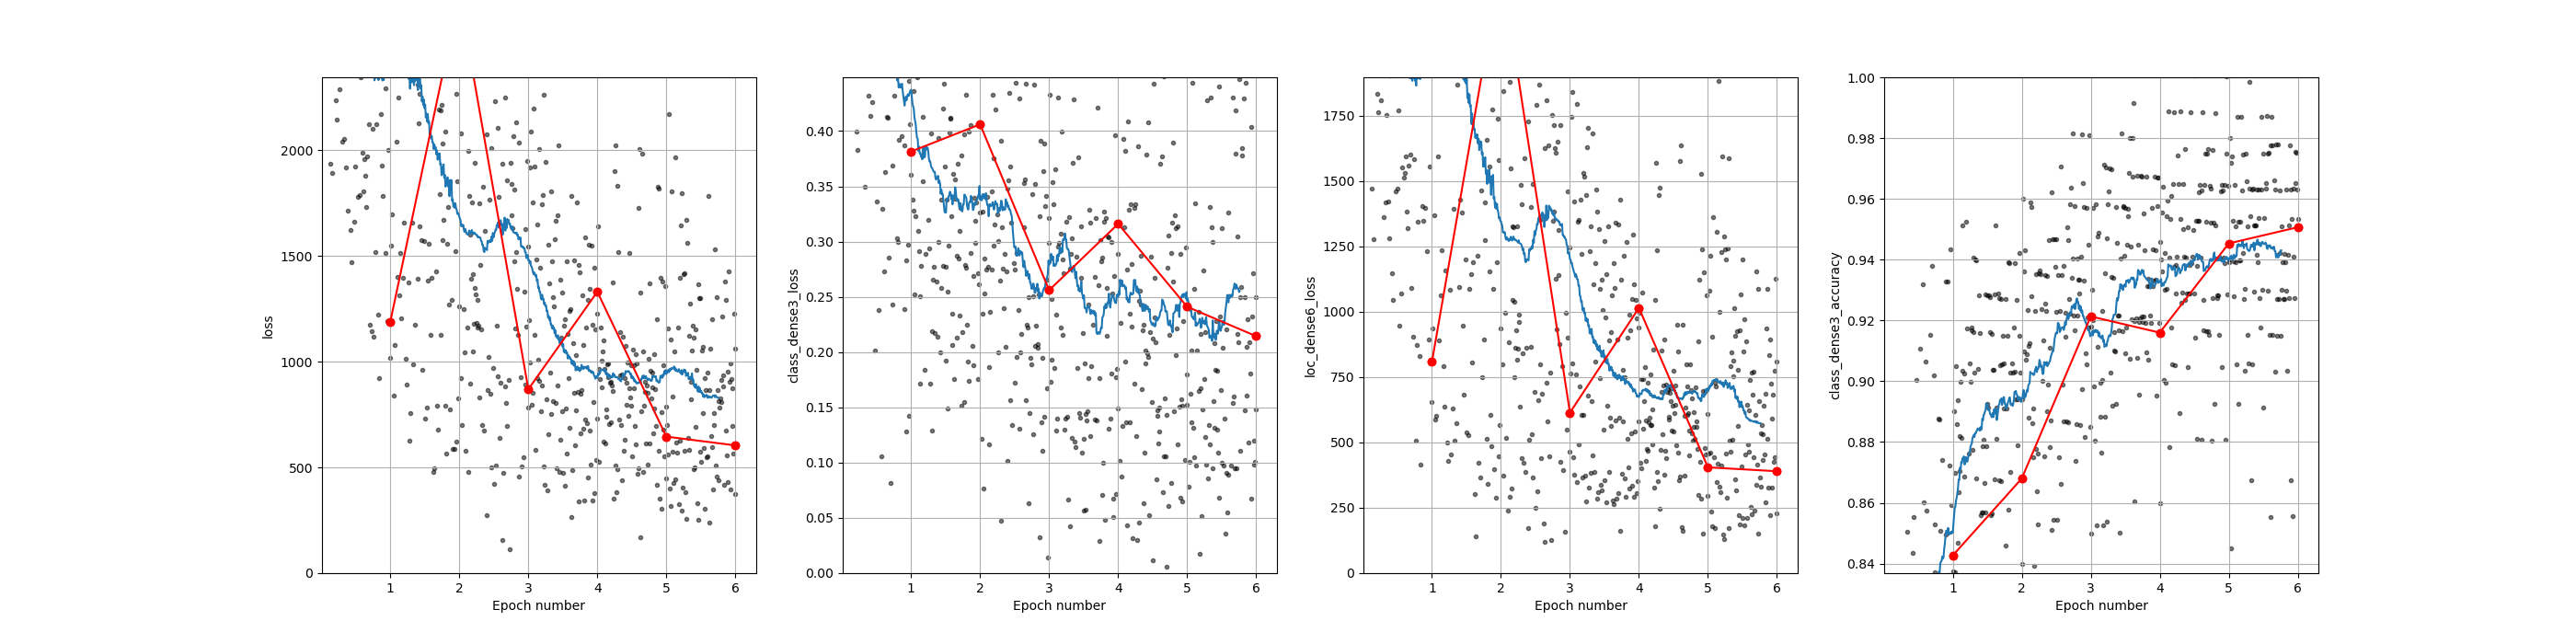 loss
2000
1500
1000
500
0
1 2 3 4 5 6
Epoch number
class_dense3_loss
0.40
0.35
0.30
0.25
0.20
0.15
0.10
0.05
0.00
1 2 3 4 5 6
Epoch number
loc_dense6_loss
1750
1500
1250
1000
750
500
250
0
1 2 3 4 5 6
Epoch number
class_dense3_accuracy
1.00
0.98
0.96
0.94
0.92
0.90
0.88
0.86
0.84
1 2 3 4 5 6
Epoch number